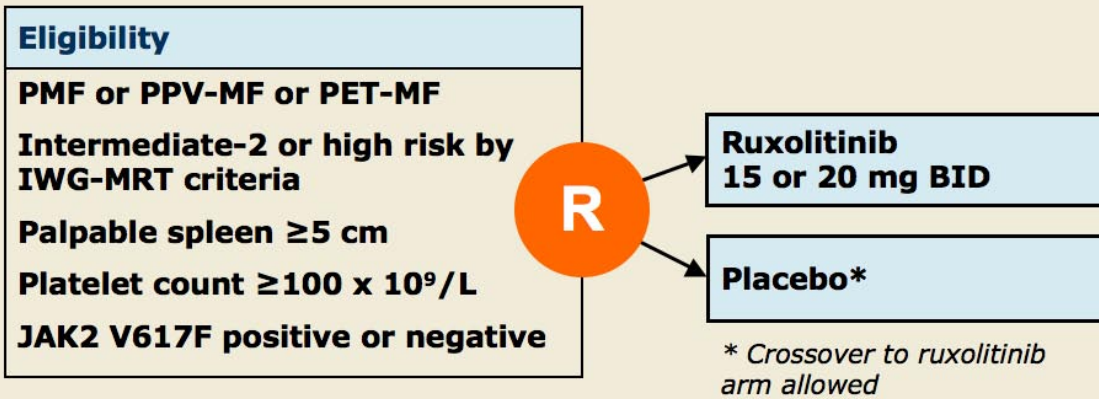 Eligibility
PMF or PPV-MF or PET-MF
Intermediate-2 or high risk by
IWG-MRT criteria
Palpable spleen ≥5 cm
Platelet count ≥100 x 10⁹/L
JAK2 V617F positive or negative
R
Ruxolitinib
15 or 20 mg BID
Placebo*
* Crossover to ruxolitinib
arm allowed